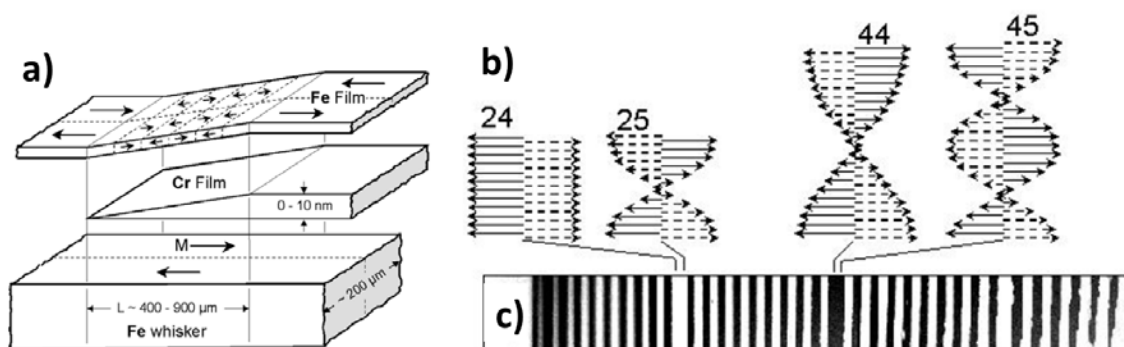 a)
Fe Film
Cr Film
0 - 10 nm
M
L ~ 400 - 900 µm
~ 200 µm
Fe whisker
b)
24
25
44
45
c)